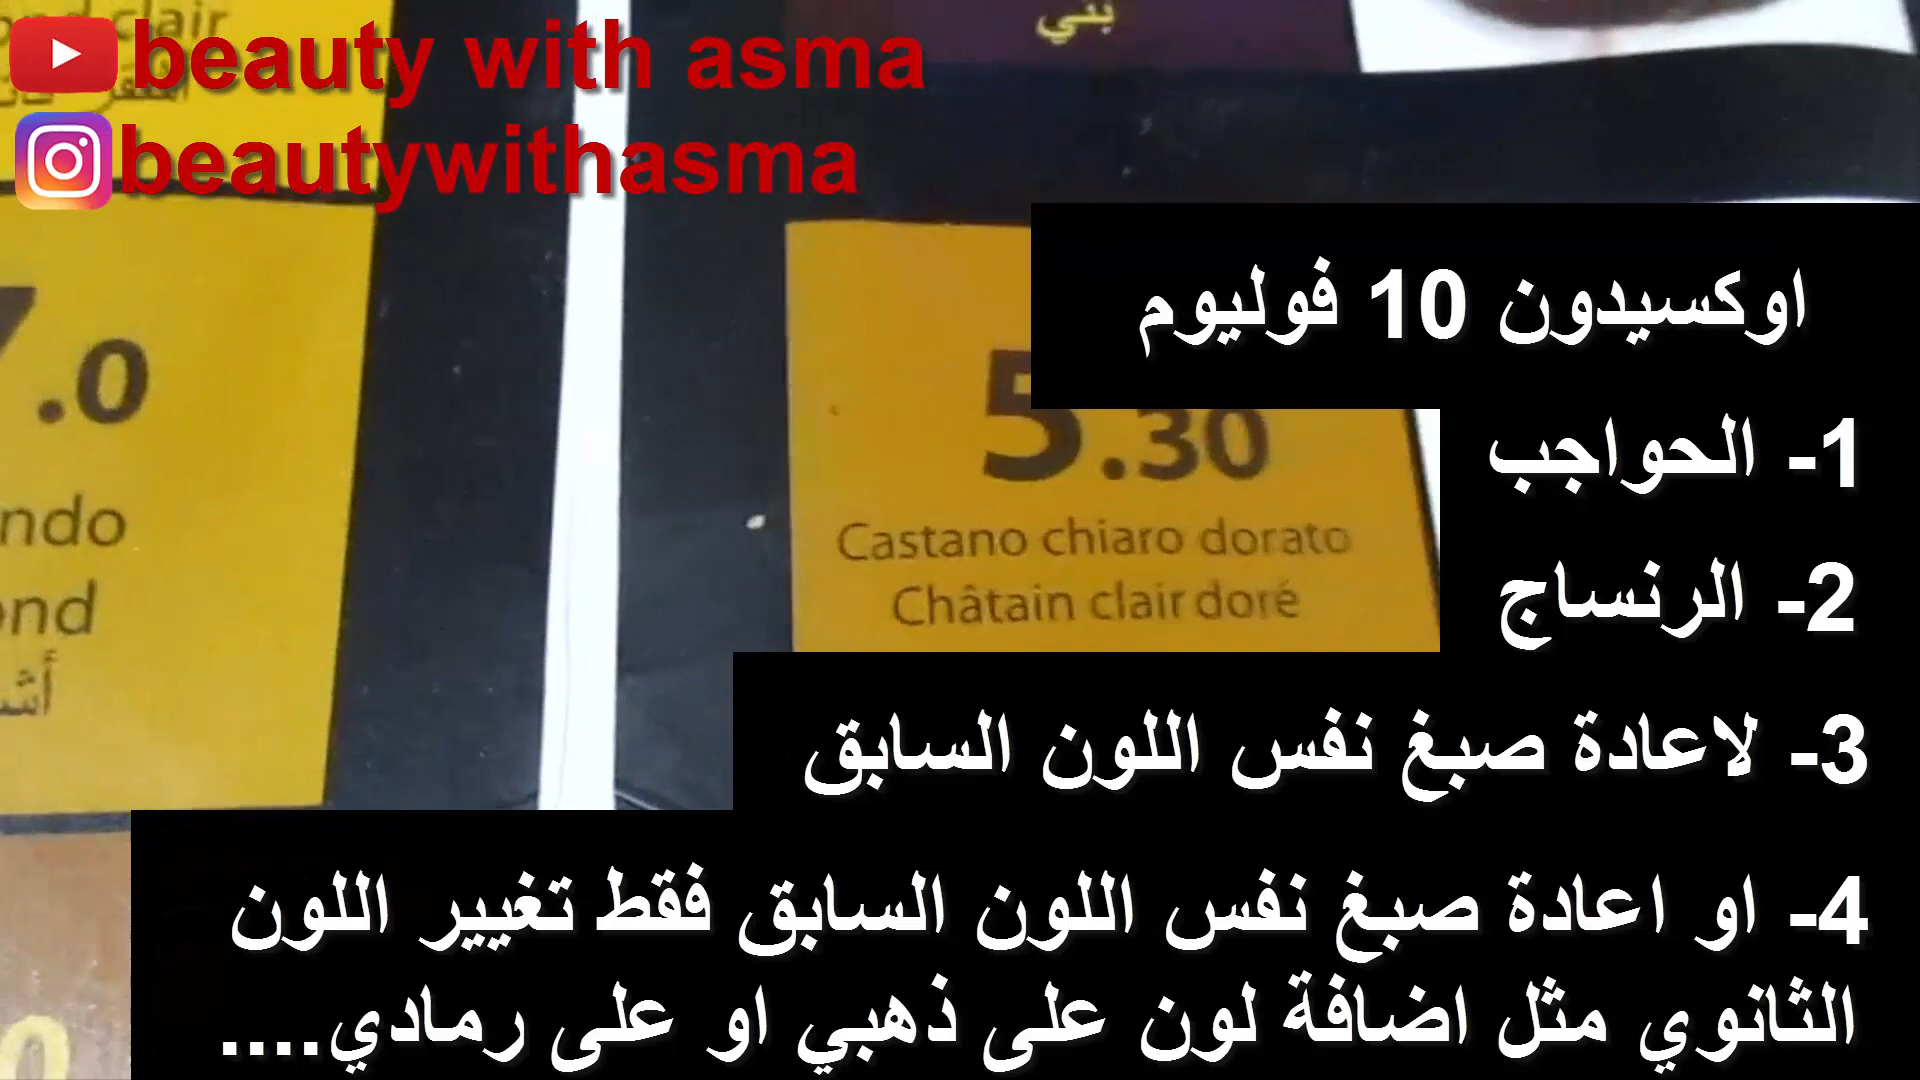 beauty with asma
beautywithasma
clair
بني
اوكسيدون 10 فوليوم
1- الحواجب
2- الرنساج
3- لاعادة صبغ نفس اللون السابق
4- او اعادة صبغ نفس اللون السابق فقط تغيير اللون
الثانوي مثل اضافة لون على ذهبي او على رمادي....
7.0
5.30
Castano chiaro dorato
Châtain clair doré